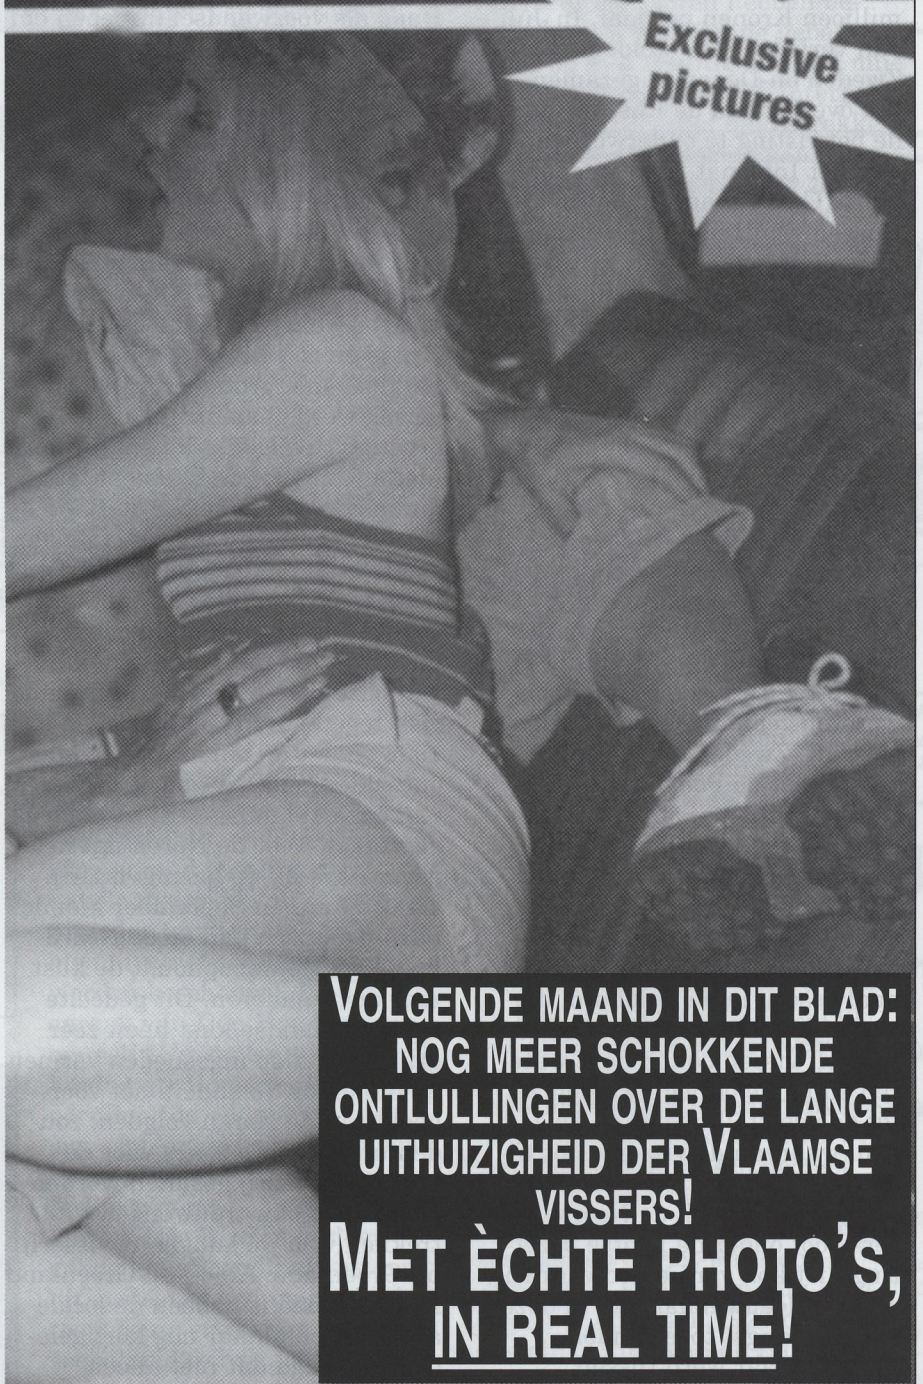 Exclusive
pictures
VOLGENDE MAAND IN DIT BLAD:
NOG MEER SCHOKKENDE
ONTLULLINGEN OVER DE LANGE
UITHUIZIGHEID DER VLAAMSE
VISSERS!
MET ÈCHTE PHOTO'S,
IN REAL TIME!